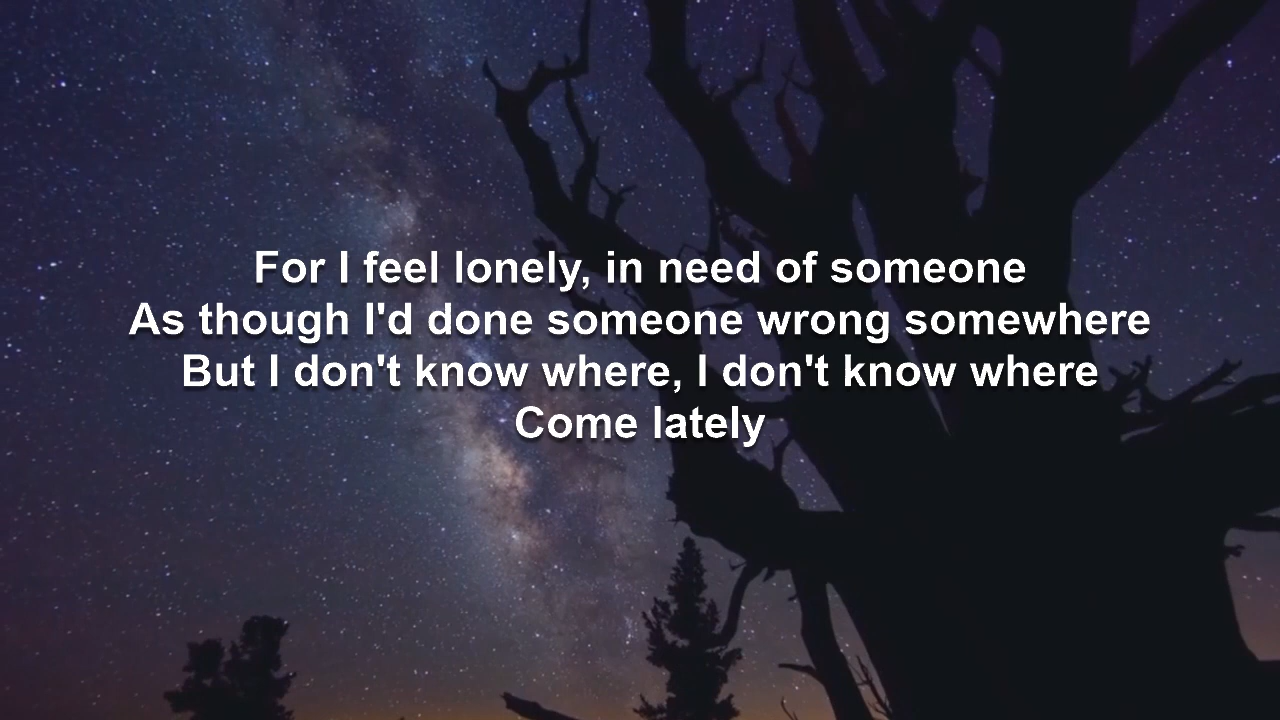 For I feel lonely, in need of someone
As though I'd done someone wrong somewhere
But I don't know where, I don't know where
Come lately